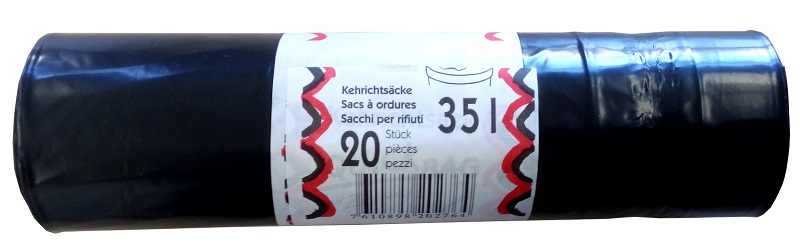 Kehrichtsäcke
Sacs à ordures
Sacchi per rifiuti
35 l
20 Stück
pièces
pezzi
7 610898 202764